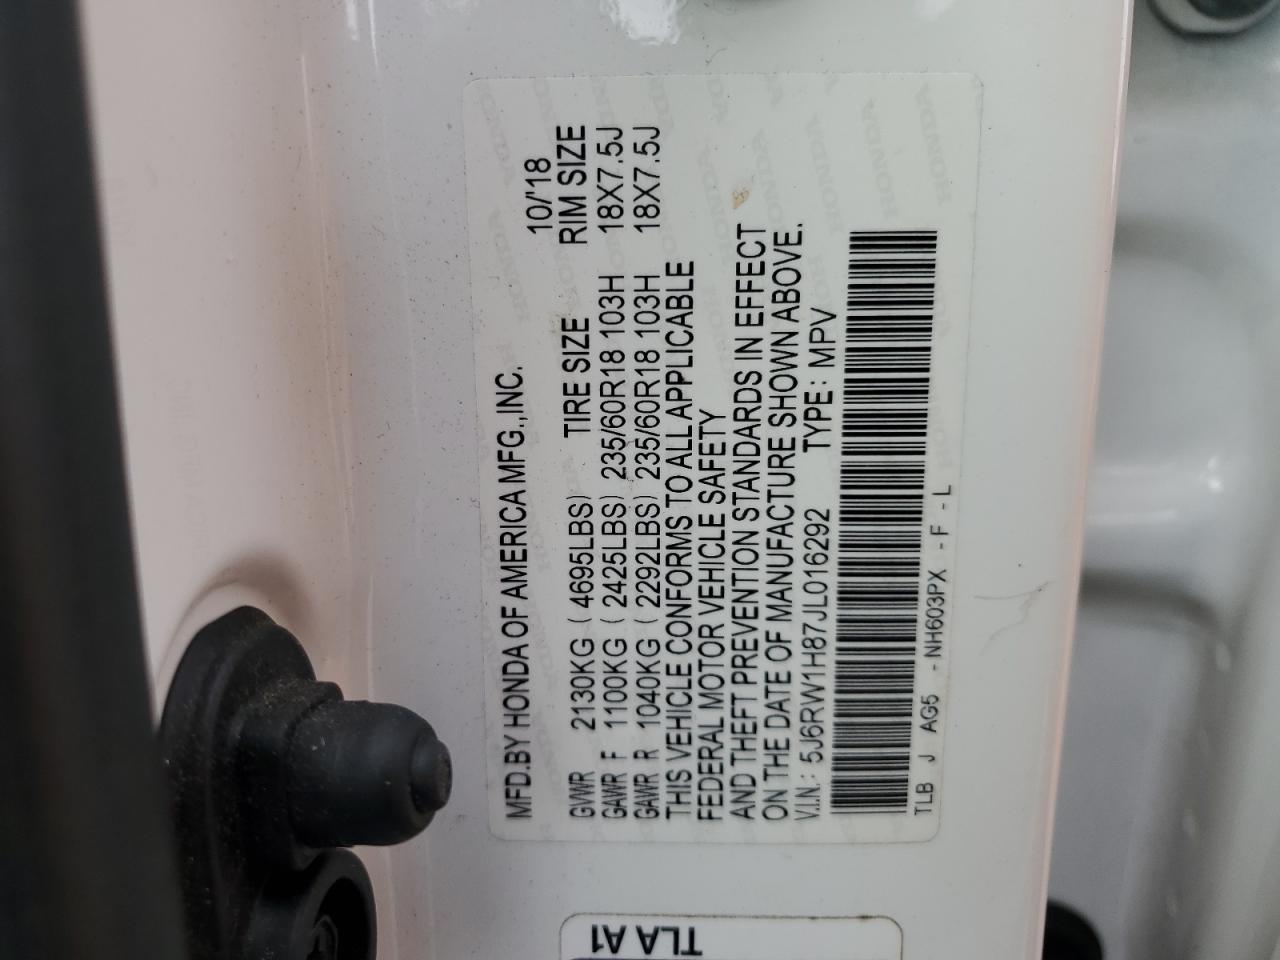 MFD.BY HONDA OF AMERICA MFG.,INC. 10/'18
GVWR 2130KG ( 4695LBS) TIRE SIZE RIM SIZE
GAWR F 1100KG ( 2425LBS) 235/60R18 103H 18X7.5J
GAWR R 1040KG ( 2292LBS) 235/60R18 103H 18X7.5J
THIS VEHICLE CONFORMS TO ALL APPLICABLE
FEDERAL MOTOR VEHICLE SAFETY
AND THEFT PREVENTION STANDARDS IN EFFECT
ON THE DATE OF MANUFACTURE SHOWN ABOVE.
V.I.N.: 5J6RW1H87JL016292 TYPE: MPV
TLB J AG5 - NH603PX - F - L
TLA A1